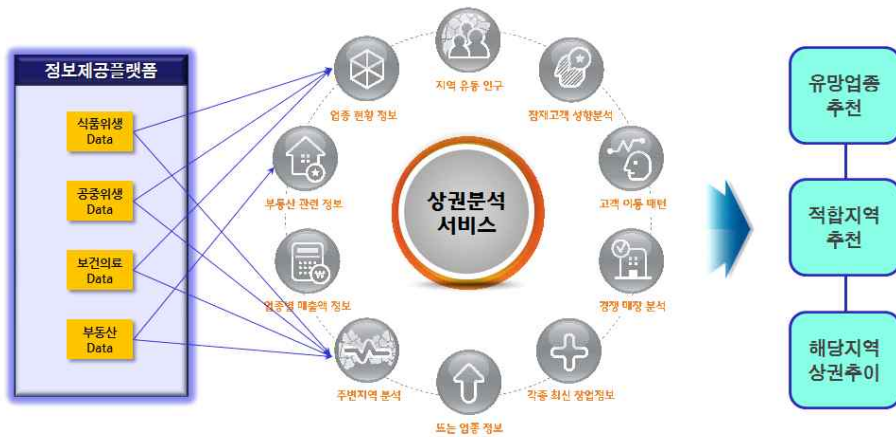 정보제공플랫폼
식품위생
Data
공중위생
Data
보건의료
Data
부동산
Data
지역 유동 인구
업종 현황 정보
잠재고객 성향분석
부동산 관련 정보
고객 이동 패턴
상권분석
서비스
업종별 매출액 정보
경쟁 매장 분석
주변지역 분석
각종 최신 창업정보
뜨는 업종 정보
유망업종
추천
적합지역
추천
해당지역
상권추이